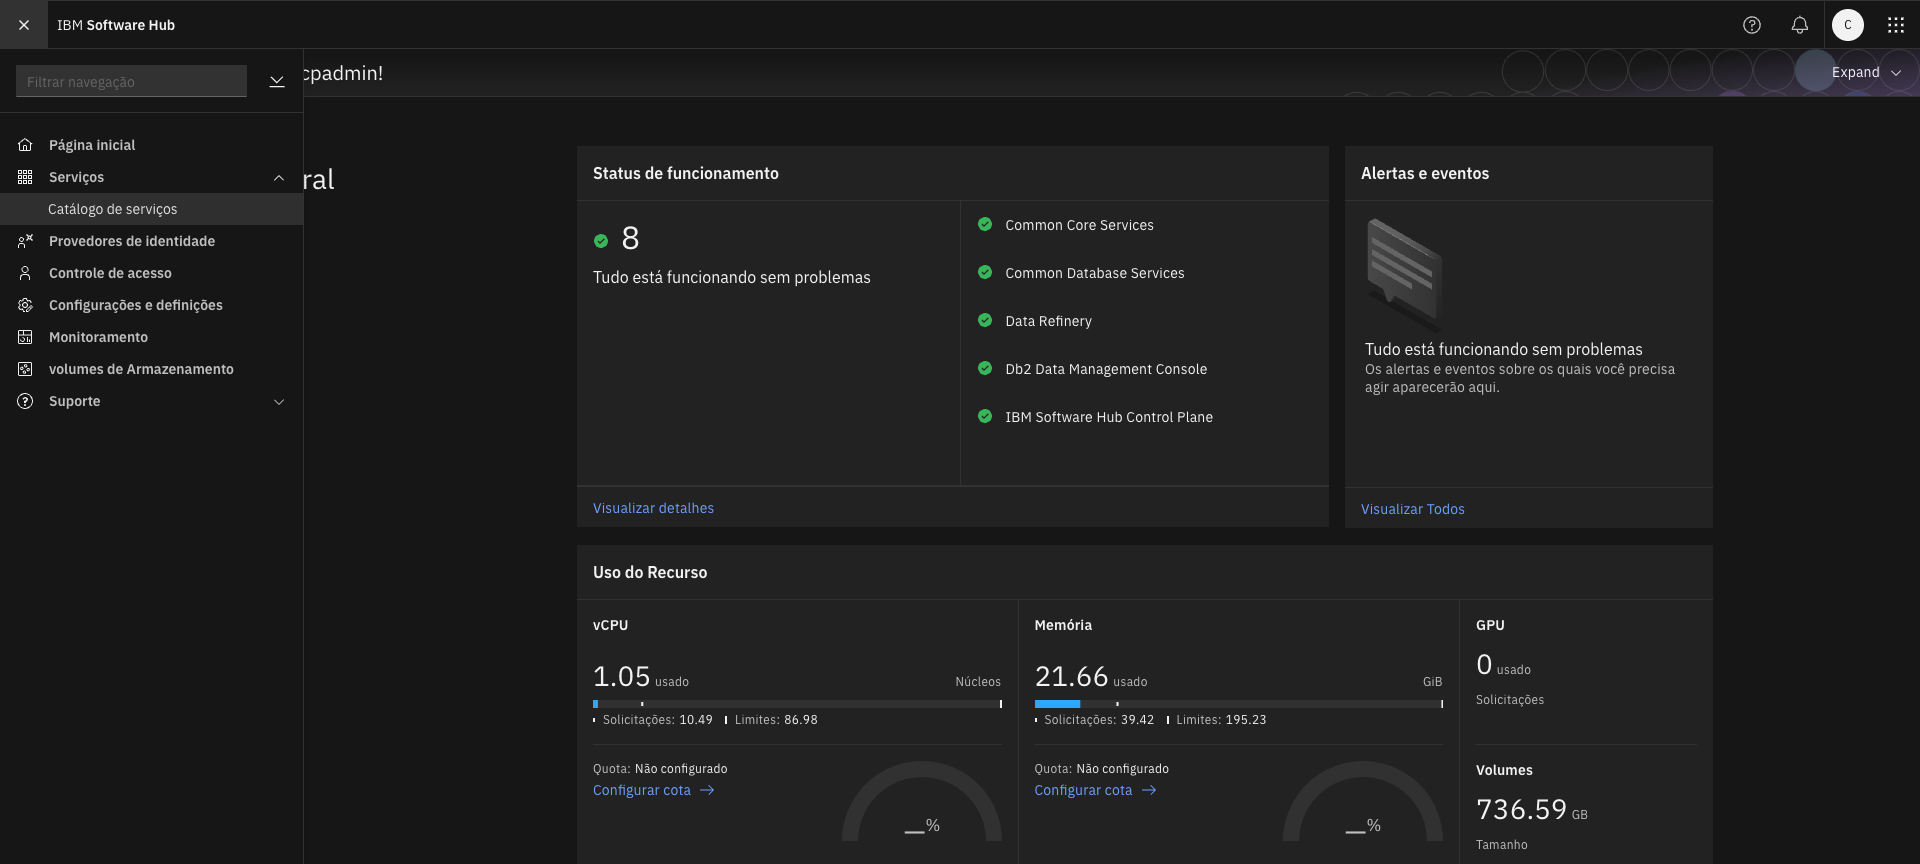 IBM Software Hub
C
Filtrar navegação
cpadmin!
Expand
Página inicial
Serviços
Catálogo de serviços
Provedores de identidade
Controle de acesso
Configurações e definições
Monitoramento
volumes de Armazenamento
Suporte
ral
Status de funcionamento
8
Tudo está funcionando sem problemas
Common Core Services
Common Database Services
Data Refinery
Db2 Data Management Console
IBM Software Hub Control Plane
Visualizar detalhes
Alertas e eventos
Tudo está funcionando sem problemas
Os alertas e eventos sobre os quais você precisa
agir aparecerão aqui.
Visualizar Todos
Uso do Recurso
vCPU
1.05 usado
Núcleos
Solicitações: 10.49 Limites: 86.98
Quota: Não configurado
Configurar cota
__%
Memória
21.66 usado
GiB
Solicitações: 39.42 Limites: 195.23
Quota: Não configurado
Configurar cota
__%
GPU
0 usado
Solicitações
Volumes
736.59 GB
Tamanho